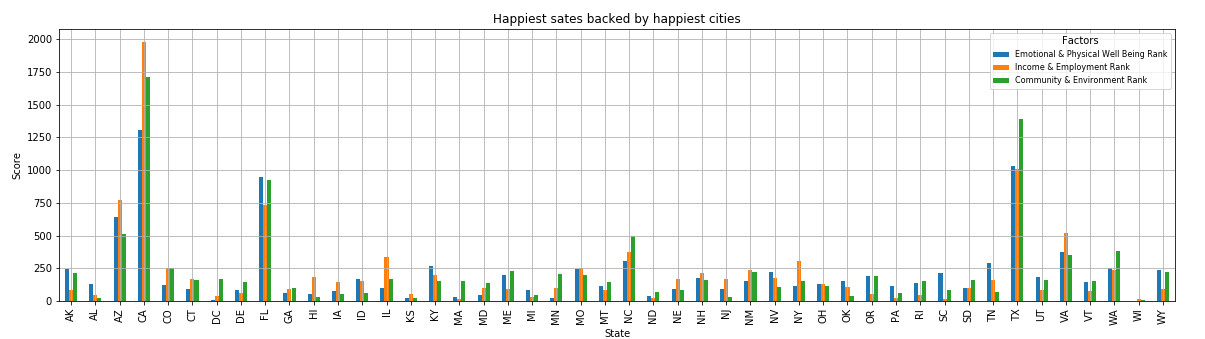 Happiest sates backed by happiest cities
Factors
Emotional & Physical Well Being Rank
Income & Employment Rank
Community & Environment Rank
Score
2000
1750
1500
1250
1000
750
500
250
0
AK AL AZ CA CO CT DC DE FL GA HI IA ID IL KS KY MA MD ME MI MN MO MT NC ND NE NH NJ NM NV NY OH OK OR PA RI SC SD TN TX UT VA VT WA WI WY
State